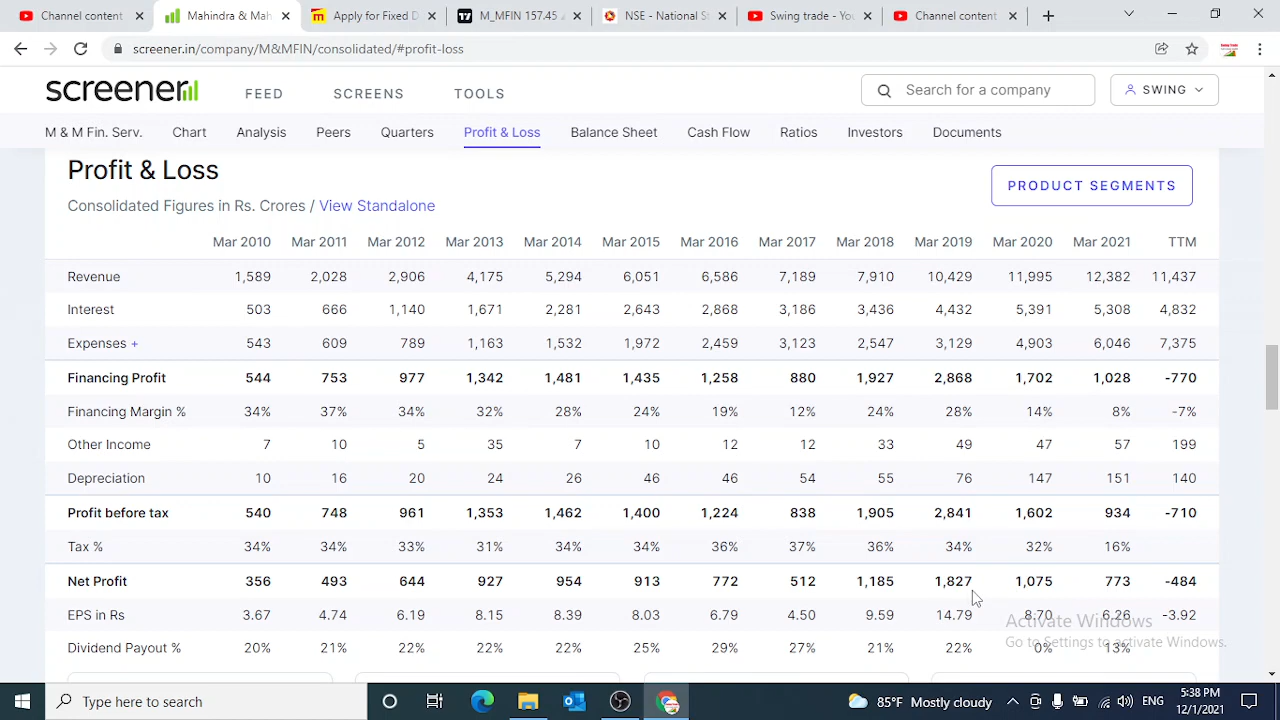 Channel content
Mahindra & Mah
Apply for Fixed D
M_MFIN 157.45
NSE - National S
Swing trade - You
Channel content
screener.in/company/M&MFIN/consolidated/#profit-loss
screener
FEED SCREENS TOOLS
Search for a company
SWING
M & M Fin. Serv. Chart Analysis Peers Quarters Profit & Loss Balance Sheet Cash Flow Ratios Investors Documents
Profit & Loss
PRODUCT SEGMENTS
Consolidated Figures in Rs. Crores / View Standalone
Mar 2010 Mar 2011 Mar 2012 Mar 2013 Mar 2014 Mar 2015 Mar 2016 Mar 2017 Mar 2018 Mar 2019 Mar 2020 Mar 2021 TTM
Revenue 1,589 2,028 2,906 4,175 5,294 6,051 6,586 7,189 7,910 10,429 11,995 12,382 11,437
Interest 503 666 1,140 1,671 2,281 2,643 2,868 3,186 3,436 4,432 5,391 5,308 4,832
Expenses + 543 609 789 1,163 1,532 1,972 2,459 3,123 2,547 3,129 4,903 6,046 7,375
Financing Profit 544 753 977 1,342 1,481 1,435 1,258 880 1,927 2,868 1,702 1,028 -770
Financing Margin % 34% 37% 34% 32% 28% 24% 19% 12% 24% 28% 14% 8% -7%
Other Income 7 10 5 35 7 10 12 12 33 49 47 57 199
Depreciation 10 16 20 24 26 46 46 54 55 76 147 151 140
Profit before tax 540 748 961 1,353 1,462 1,400 1,224 838 1,905 2,841 1,602 934 -710
Tax % 34% 34% 33% 31% 34% 34% 36% 37% 36% 34% 32% 16%
Net Profit 356 493 644 927 954 913 772 512 1,185 1,827 1,075 773 -484
EPS in Rs 3.67 4.74 6.19 8.15 8.39 8.03 6.79 4.50 9.59 14.79 8.70 6.26 -3.92
Dividend Payout % 20% 21% 22% 22% 22% 25% 29% 27% 21% 22% 0% 13%
Activate Windows
Go to Settings to activate Windows.
Type here to search
85°F Mostly cloudy
ENG
5:38 PM
12/1/2021